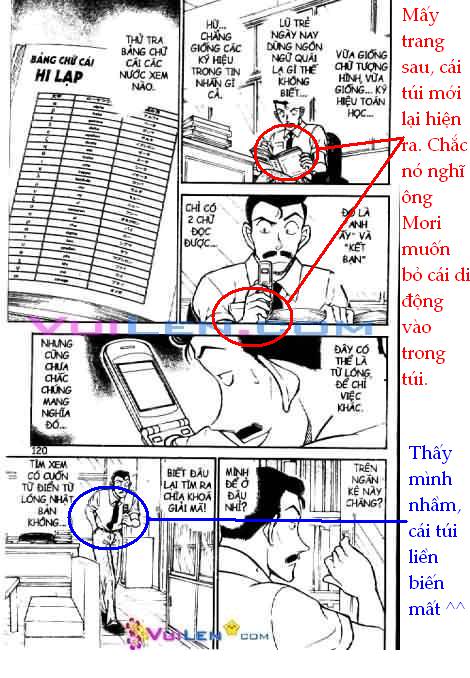 HỪ...
CHẲNG
GIỐNG CÁC
KÝ HIỆU
TRONG TIN
NHẮN GÌ
CẢ.
LŨ TRẺ
NGÀY NAY
DÙNG NGÔN
NGỮ QUÁI
LẠ GÌ THẾ
KHÔNG
BIẾT...
VỪA GIỐNG
CHỮ TƯỢNG
HÌNH, VỪA
GIỐNG... KÝ
HIỆU TOÁN
HỌC...
THỬ TRA
BẢNG CHỮ
CÁI CÁC
NƯỚC XEM
NÀO.
BẢNG CHỮ CÁI
HI LẠP
CHỈ CÓ
2 CHỮ
ĐỌC
ĐƯỢC...
ĐÓ LÀ
"ANH
ẤY" VÀ
"KẾT
BẠN"
VUILEN.COM
NHƯNG
CŨNG
CHƯA
CHẮC
CHÚNG
MANG
NGHĨA
ĐÓ...
ĐÂY CÓ
THỂ LÀ
TỪ LÓNG,
ĐỂ CHỈ
VIỆC
KHÁC.
120
TÌM XEM
CÓ CUỐN
TỪ ĐIỂN TỪ
LÓNG NHẬT
BẢN
KHÔNG...
BIẾT ĐÂU
LẠI TÌM RA
CHÌA KHOÁ
GIẢI MÃ!
MÌNH
ĐỂ Ở
ĐÂU
NHỈ?
TRÊN
NGĂN
KỆ NÀY
CHĂNG?
VUILEN.COM
Mấy
trang
sau, cái
túi mới
lại hiện
ra. Chắc
nó nghĩ
ông
Mori
muốn
bỏ cái di
động
vào
trong
túi.
Thấy
mình
nhầm,
cái túi
liền
biến
mất ^^